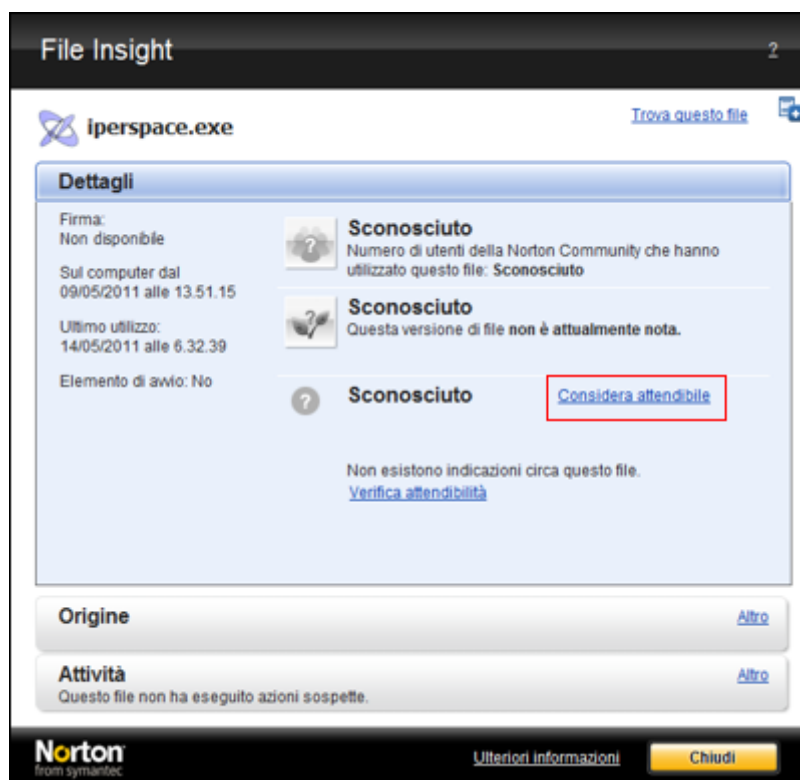 File Insight
?
iperspace.exe
Trova questo file
Dettagli
Firma:
Non disponibile
Sul computer dal
09/05/2011 alle 13.51.15
Ultimo utilizzo:
14/05/2011 alle 6.32.39
Elemento di avvio: No
Sconosciuto
Numero di utenti della Norton Community che hanno
utilizzato questo file: Sconosciuto
Sconosciuto
Questa versione di file non è attualmente nota.
Sconosciuto
Considera attendibile
Non esistono indicazioni circa questo file.
Verifica attendibilità
Origine
Altro
Attività
Altro
Questo file non ha eseguito azioni sospette.
Norton
from symantec
Ulteriori informazioni
Chiudi